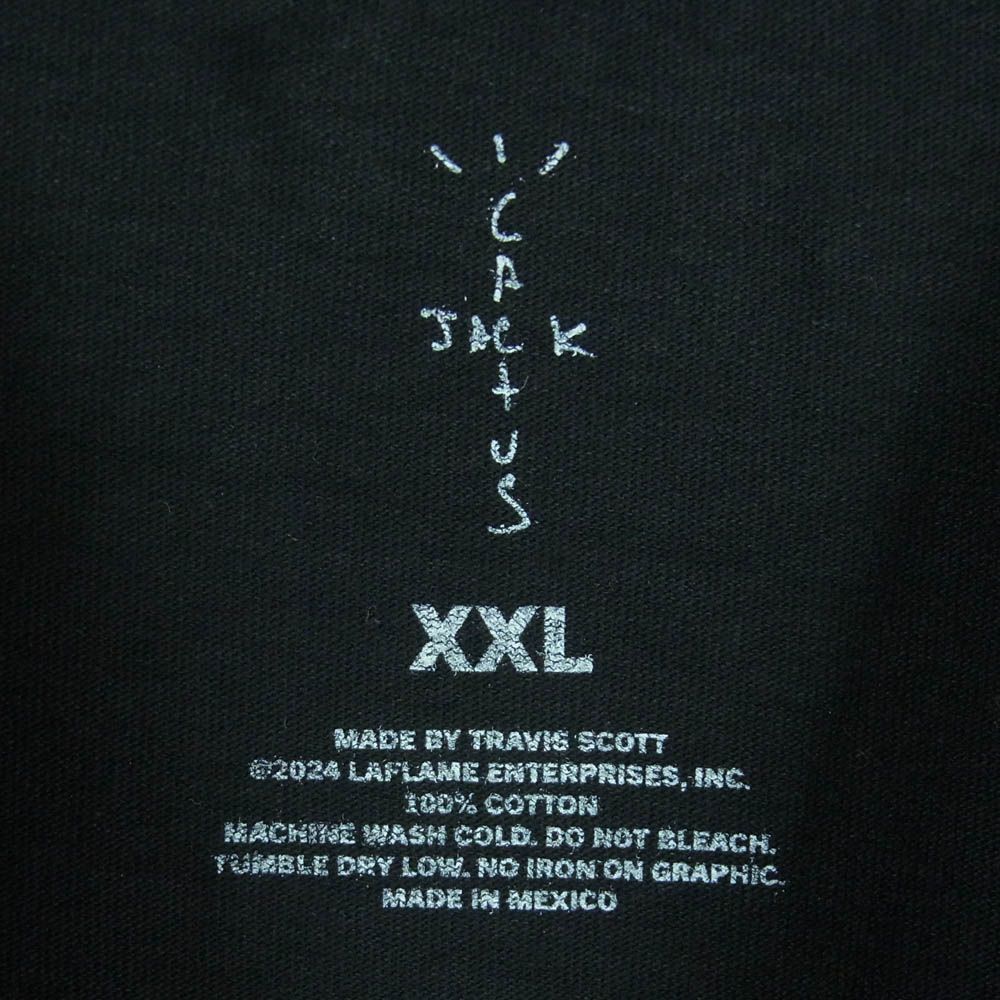 CACTUS
JACK
XXL
MADE BY TRAVIS SCOTT
©2024 LAFLAME ENTERPRISES, INC.
100% COTTON
MACHINE WASH COLD. DO NOT BLEACH.
TUMBLE DRY LOW. NO IRON ON GRAPHIC.
MADE IN MEXICO